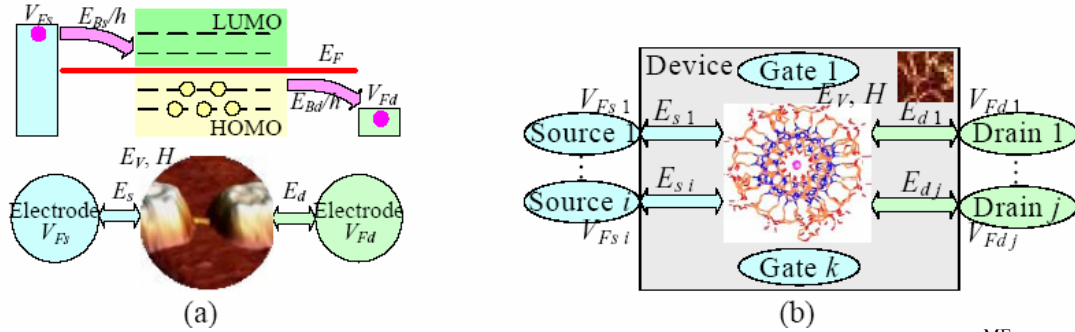 V_Fs
E_Bs/h
LUMO
E_F
E_Bd/h
V_Fd
HOMO
E_V, H
E_s
E_d
Electrode
V_Fs
Electrode
V_Fd
(a)
Device
Gate 1
E_V, H
V_Fs 1
E_s 1
E_d 1
V_Fd 1
Source 1
Drain 1
E_s i
E_d j
Source i
Drain j
V_Fs i
V_Fd j
Gate k
(b)
ME